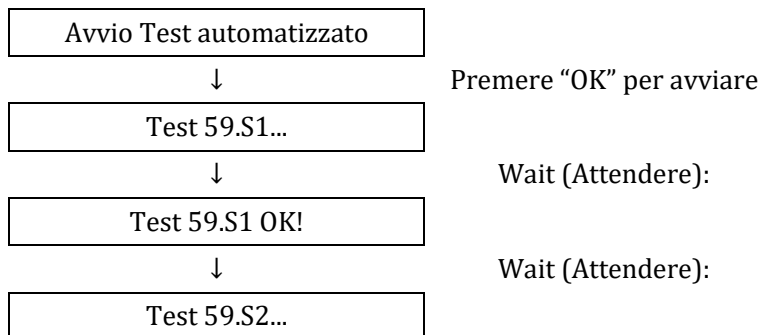 Avvio Test automatizzato
↓ Premere “OK” per avviare
Test 59.S1...
↓ Wait (Attendere):
Test 59.S1 OK!
↓ Wait (Attendere):
Test 59.S2...